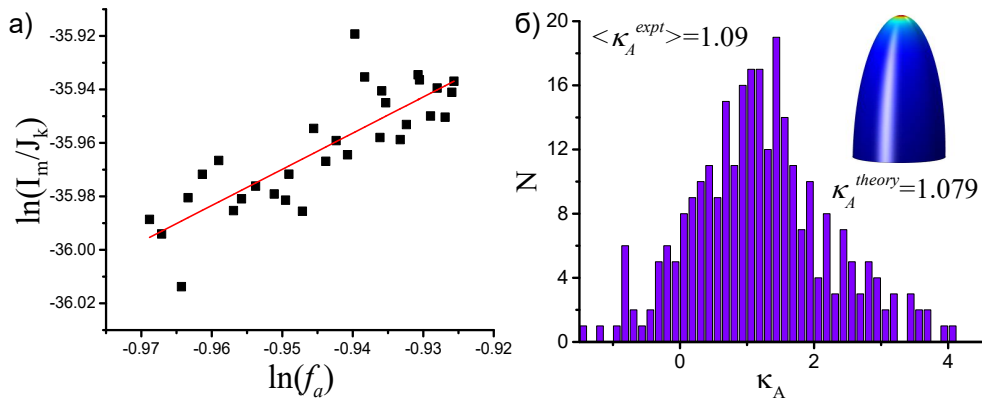 а)
-35.92
-35.94
-35.96
-35.98
-36.00
-36.02
ln(I_m/J_k)
-0.97 -0.96 -0.95 -0.94 -0.93 -0.92
ln(f_a)
б)
20
16
12
8
4
0
N
<κ_A^expt>=1.09
κ_A^theory=1.079
0 2 4
κ_A